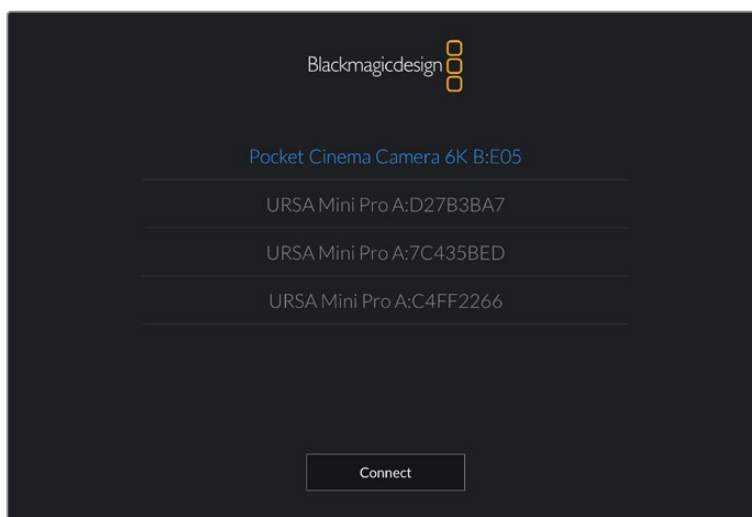 Blackmagicdesign
Pocket Cinema Camera 6K B:E05
URSA Mini Pro A:D27B3BA7
URSA Mini Pro A:7C435BED
URSA Mini Pro A:C4FF2266
Connect